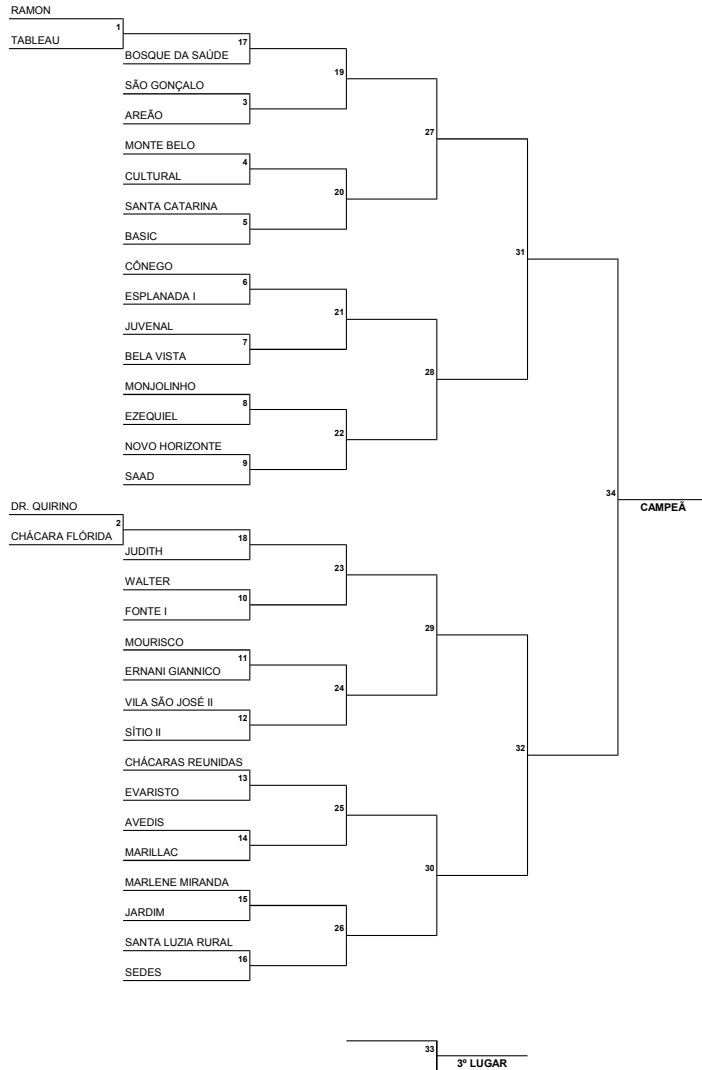 RAMON
1
TABLEAU
17
BOSQUE DA SAÚDE
SÃO GONÇALO
19
3
AREÃO
27
MONTE BELO
4
CULTURAL
20
SANTA CATARINA
5
BASIC
31
CÔNEGO
6
ESPLANADA I
21
JUVENAL
7
BELA VISTA
28
MONJOLINHO
8
EZEQUIEL
22
NOVO HORIZONTE
9
SAAD
34
CAMPEÃ
DR. QUIRINO
2
CHÁCARA FLÓRIDA
18
JUDITH
23
WALTER
10
FONTE I
29
MOURISCO
11
ERNANI GIANNICO
24
VILA SÃO JOSÉ II
12
SÍTIO II
32
CHÁCARAS REUNIDAS
13
EVARISTO
25
AVEDIS
14
MARILLAC
30
MARLENE MIRANDA
15
JARDIM
26
SANTA LUZIA RURAL
16
SEDES
33
3º LUGAR